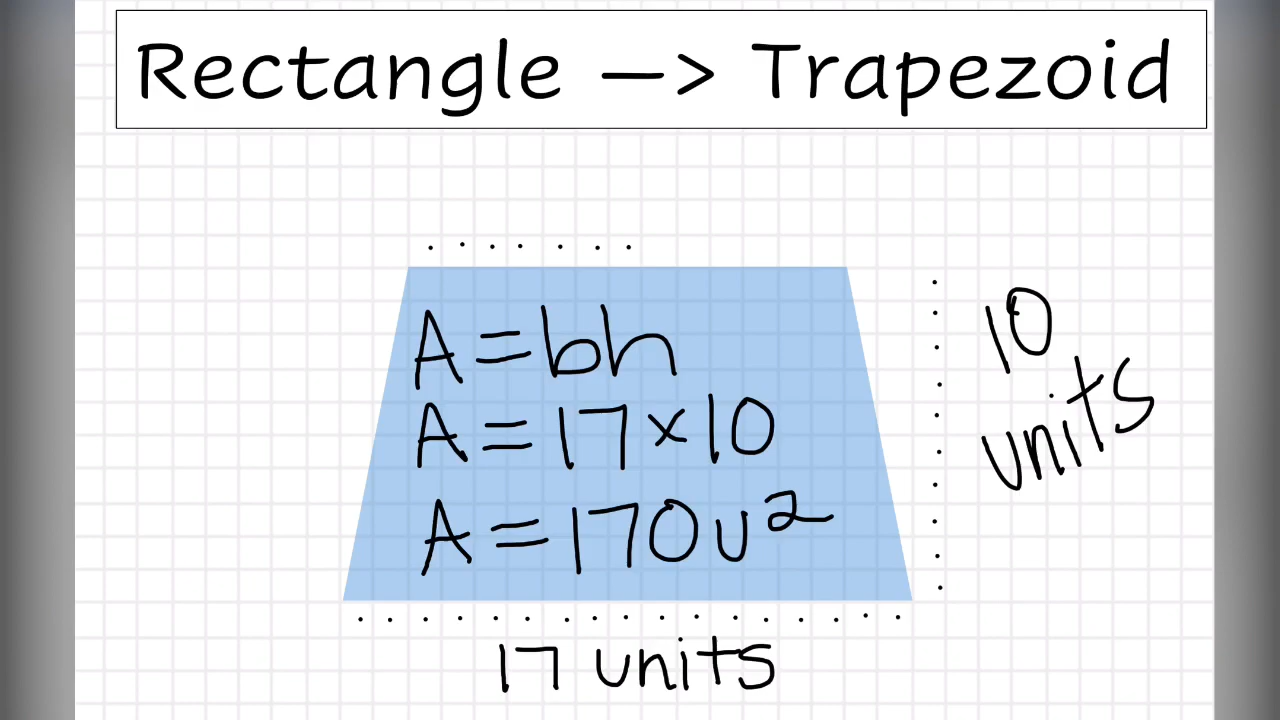 Rectangle —> Trapezoid
A=bh
A=17×10
A=170u²
10
units
17 units